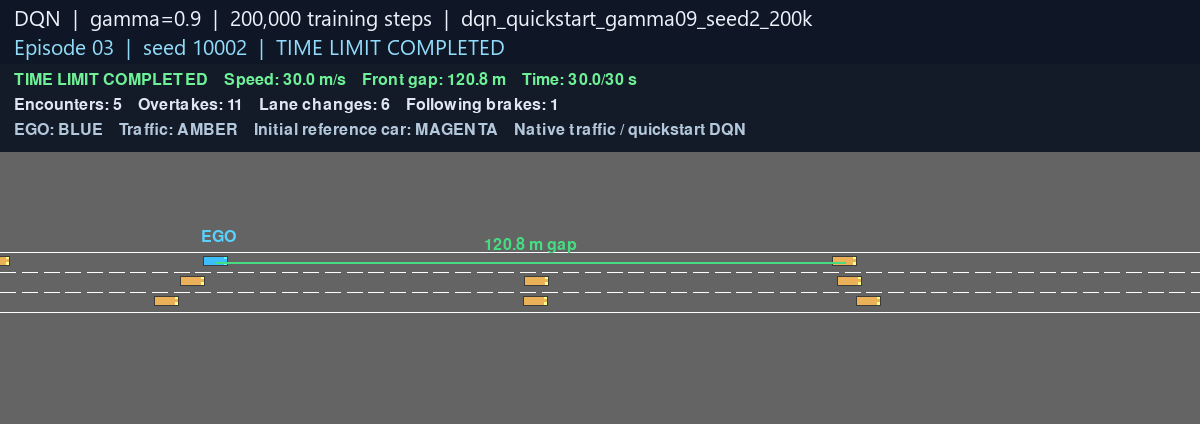 DQN | gamma=0.9 | 200,000 training steps | dqn_quickstart_gamma09_seed2_200k
Episode 03 | seed 10002 | TIME LIMIT COMPLETED
TIME LIMIT COMPLETED Speed: 30.0 m/s Front gap: 120.8 m Time: 30.0/30 s
Encounters: 5 Overtakes: 11 Lane changes: 6 Following brakes: 1
EGO: BLUE Traffic: AMBER Initial reference car: MAGENTA Native traffic / quickstart DQN
EGO
120.8 m gap